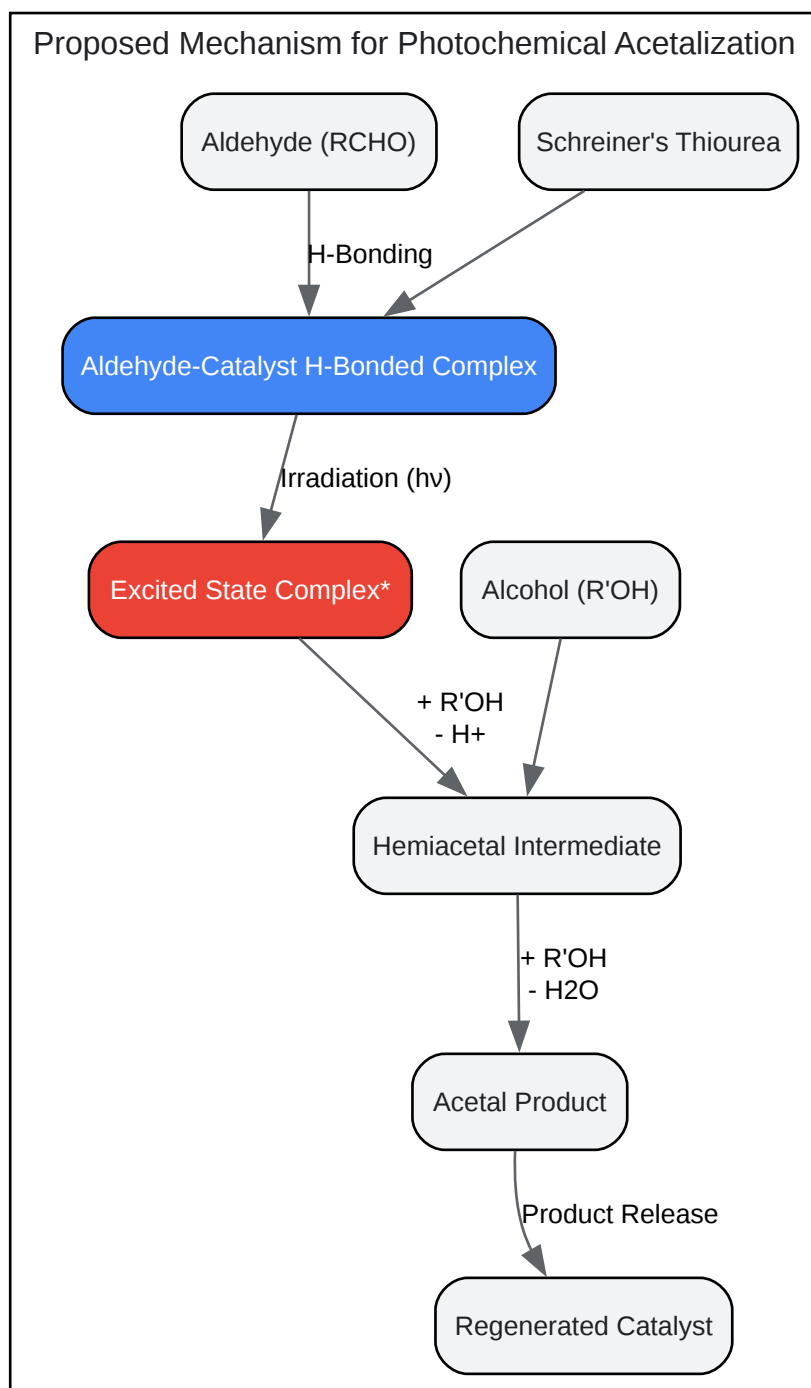 Proposed Mechanism for Photochemical Acetalization
Aldehyde (RCHO)
Schreiner's Thiourea
H-Bonding
Aldehyde-Catalyst H-Bonded Complex
Irradiation (hν)
Excited State Complex*
Alcohol (R'OH)
+ R'OH
- H+
Hemiacetal Intermediate
+ R'OH
- H2O
Acetal Product
Product Release
Regenerated Catalyst